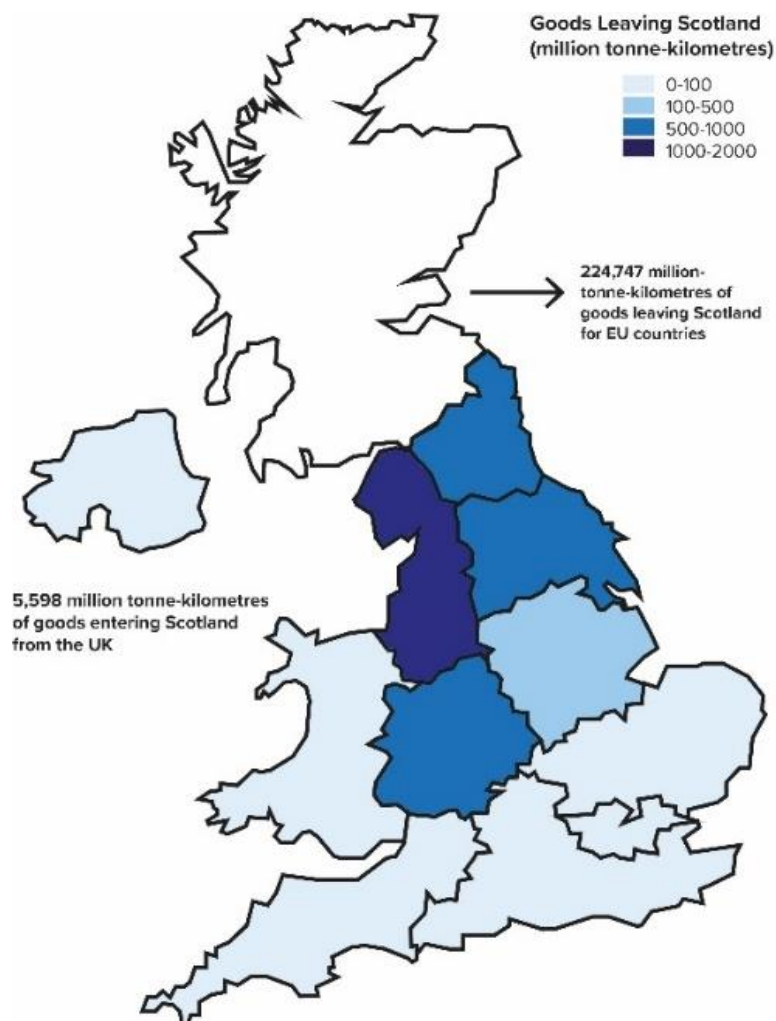 Goods Leaving Scotland
(million tonne-kilometres)
0-100
100-500
500-1000
1000-2000
224,747 million-
tonne-kilometres of
goods leaving Scotland
for EU countries
5,598 million tonne-kilometres
of goods entering Scotland
from the UK